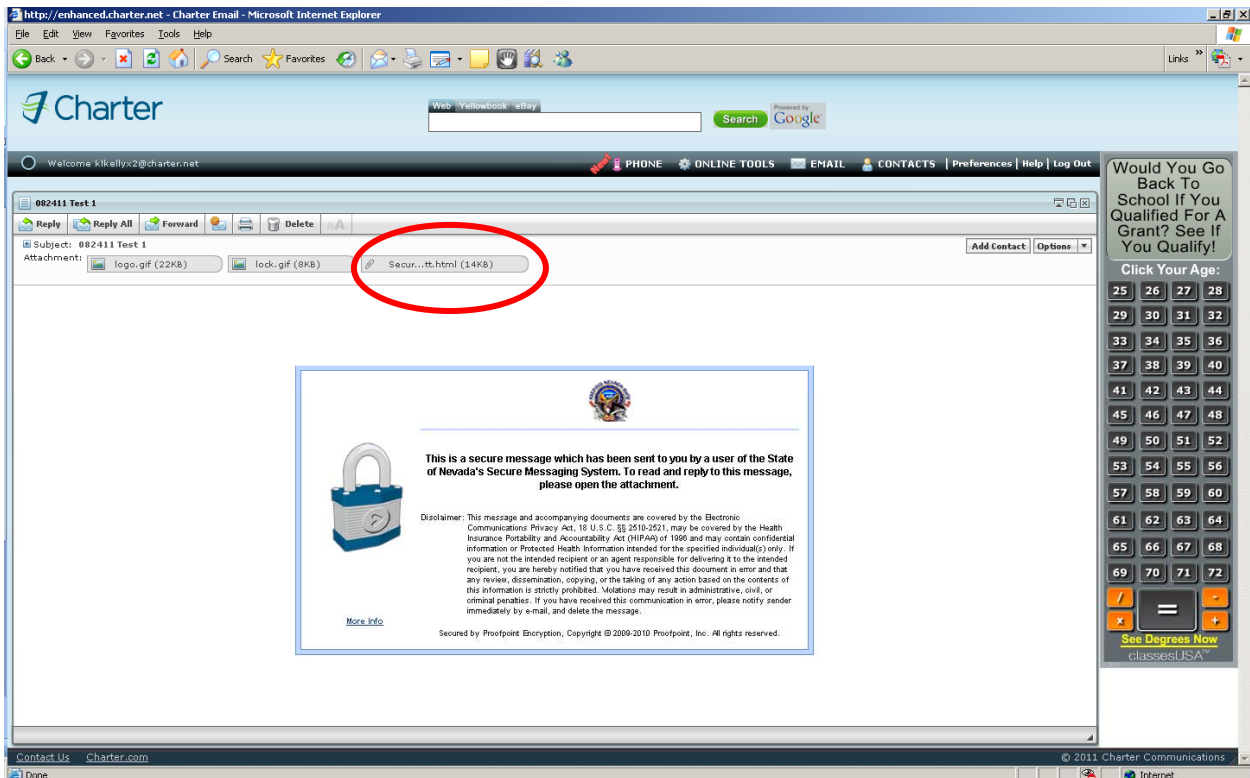 http://enhanced.charter.net - Charter Email - Microsoft Internet Explorer
File Edit View Favorites Tools Help
Back Search Favorites Links »
Charter
Web Yellowbook eBay
Search Powered by Google
Welcome klkellyx2@charter.net PHONE ONLINE TOOLS EMAIL CONTACTS | Preferences | Help | Log Out
082411 Test 1
Reply Reply All Forward Delete AA
Subject: 082411 Test 1 Add Contact Options
Attachment: logo.gif (22KB) lock.gif (8KB) Secur...tt.html (14KB)
This is a secure message which has been sent to you by a user of the State
of Nevada's Secure Messaging System. To read and reply to this message,
please open the attachment.
Disclaimer: This message and accompanying documents are covered by the Electronic
Communications Privacy Act, 18 U.S.C. §§ 2510-2521, may be covered by the Health
Insurance Portability and Accountability Act (HIPAA) of 1996 and may contain confidential
information or Protected Health Information intended for the specified individual(s) only. If
you are not the intended recipient or an agent responsible for delivering it to the intended
recipient, you are hereby notified that you have received this document in error and that
any review, dissemination, copying, or the taking of any action based on the contents of
this information is strictly prohibited. Violations may result in administrative, civil, or
criminal penalties. If you have received this communication in error, please notify sender
immediately by e-mail, and delete the message.
More Info
Secured by Proofpoint Encryption, Copyright © 2009-2010 Proofpoint, Inc. All rights reserved.
Would You Go
Back To
School If You
Qualified For A
Grant? See If
You Qualify!
Click Your Age:
25 26 27 28
29 30 31 32
33 34 35 36
37 38 39 40
41 42 43 44
45 46 47 48
49 50 51 52
53 54 55 56
57 58 59 60
61 62 63 64
65 66 67 68
69 70 71 72
/ = -
x +
See Degrees Now
classesUSA™
Contact Us Charter.com © 2011 Charter Communications
Done Internet